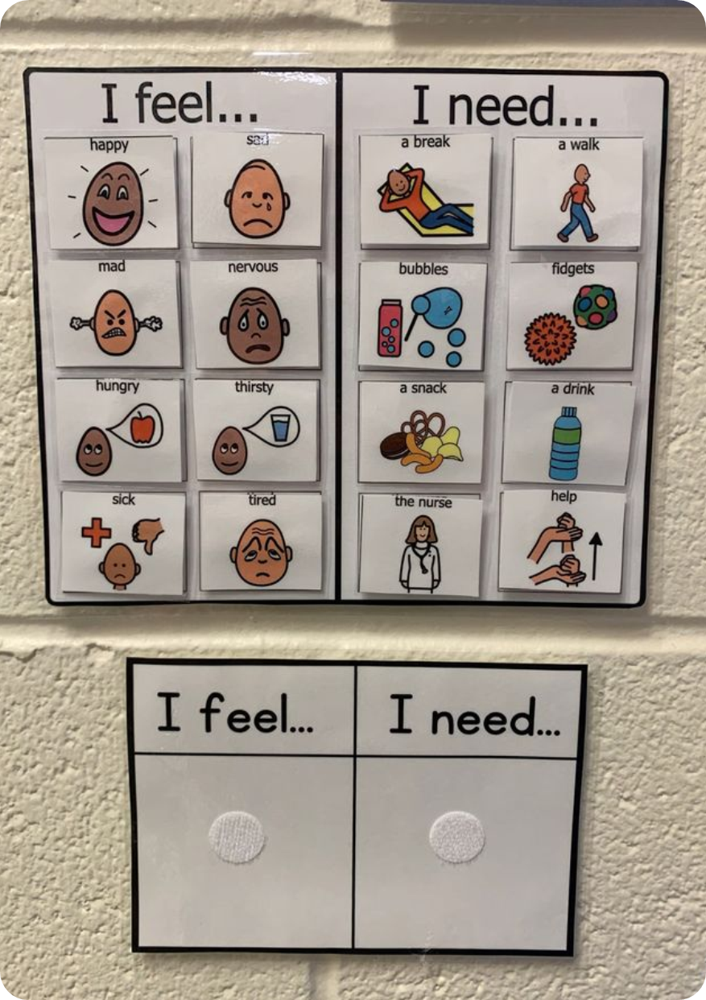 I feel...
happy
sad
mad
nervous
hungry
thirsty
sick
tired
I need...
a break
a walk
bubbles
fidgets
a snack
a drink
the nurse
help
I feel...
I need...